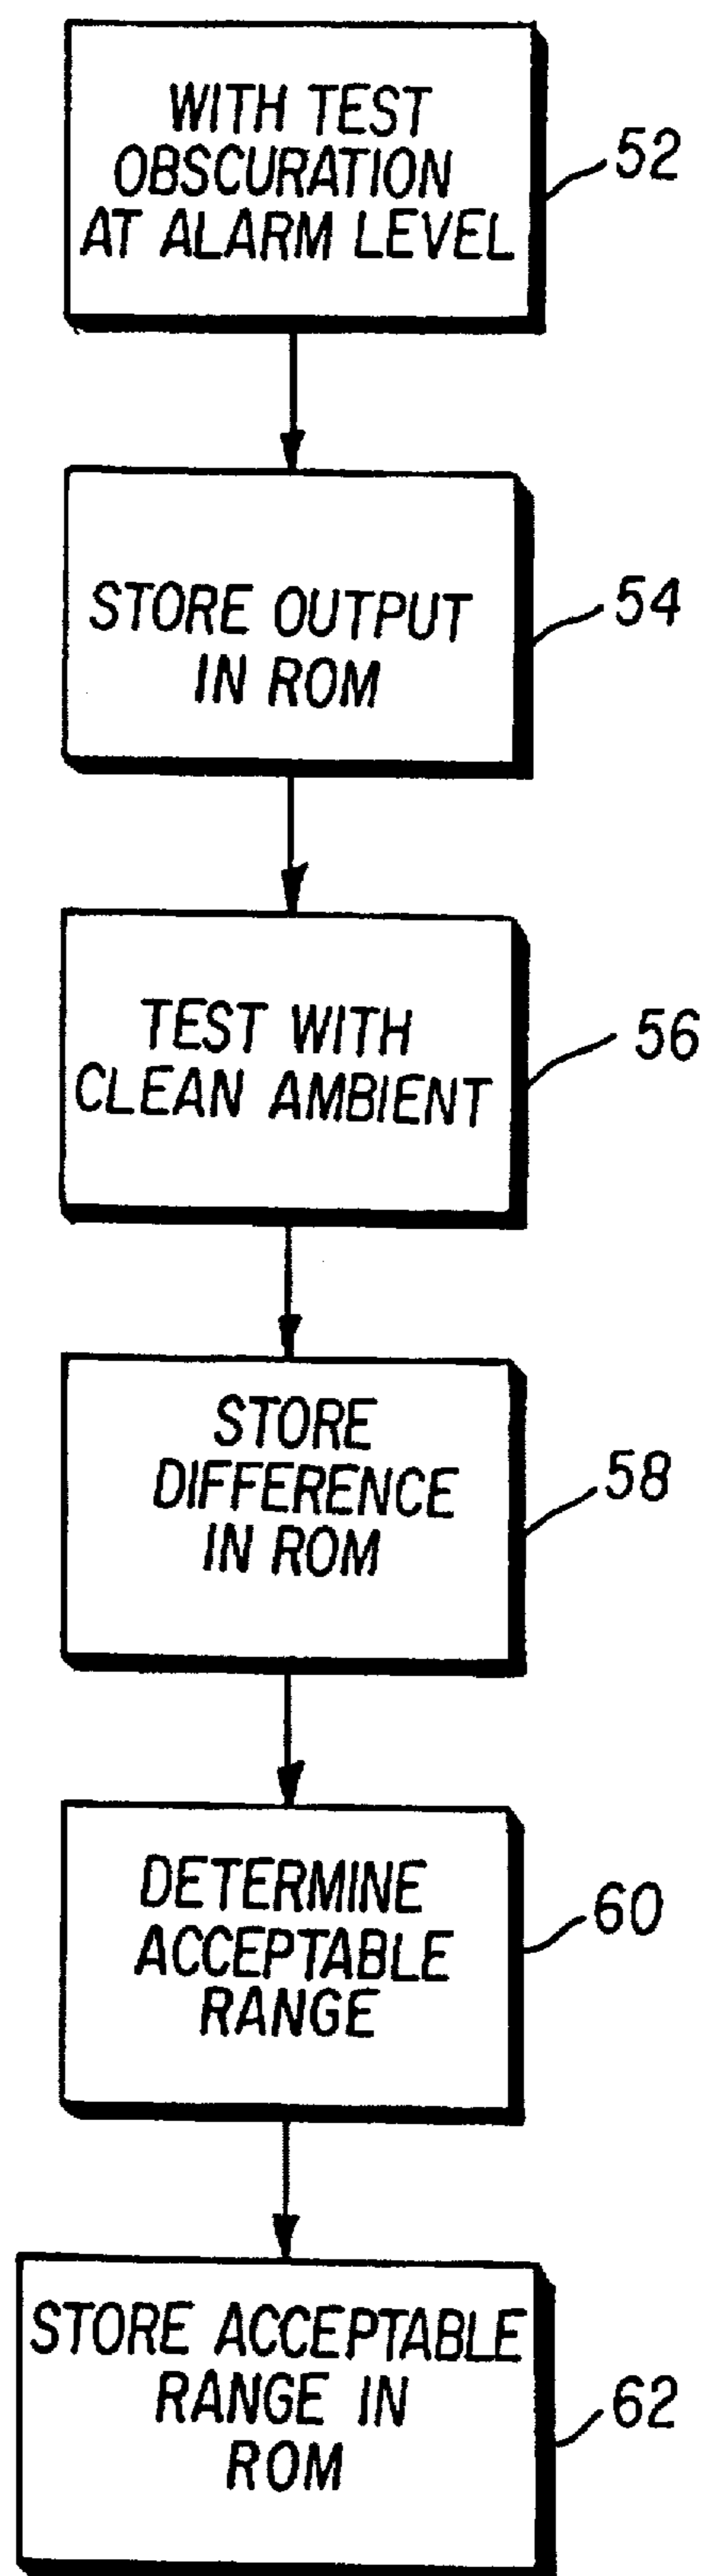 WITH TEST
OBSCURATION
AT ALARM LEVEL
52
STORE OUTPUT
IN ROM
54
TEST WITH
CLEAN AMBIENT
56
STORE
DIFFERENCE
IN ROM
58
DETERMINE
ACCEPTABLE
RANGE
60
STORE ACCEPTABLE
RANGE IN
ROM
62